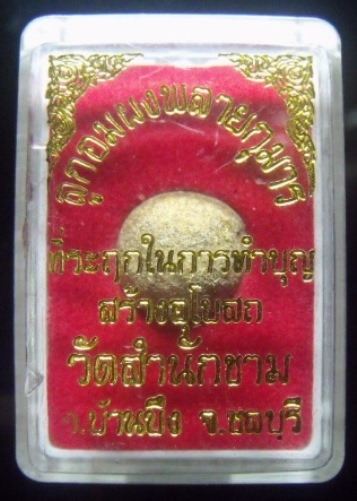 ลูกอมผงพลายกุมาร
ที่ระฤกในการทำบุญ
สร้างอุโบสถ
วัดสำนักขาม
อ.บ้านบึง จ.ชลบุรี